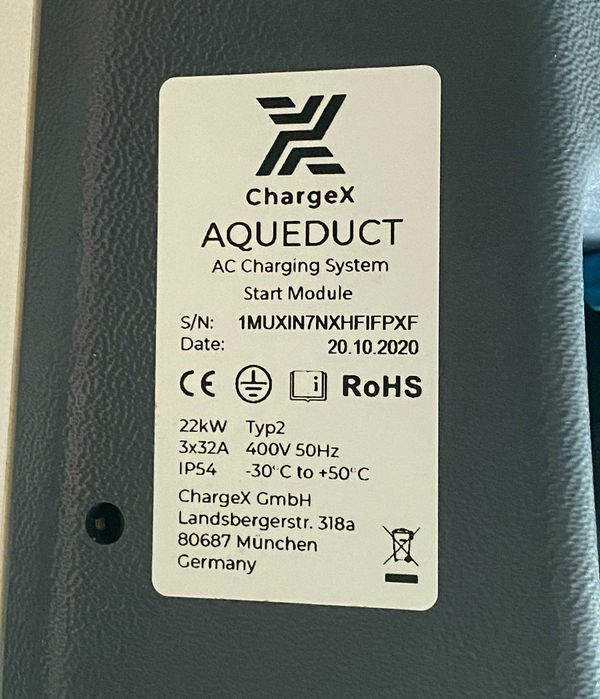 ChargeX
AQUEDUCT
AC Charging System
Start Module
S/N: 1MUXIN7NXHFIFPXF
Date: 20.10.2020
CE i RoHS
22kW Typ2
3x32A 400V 50Hz
IP54 -30°C to +50°C
ChargeX GmbH
Landsbergerstr. 318a
80687 München
Germany